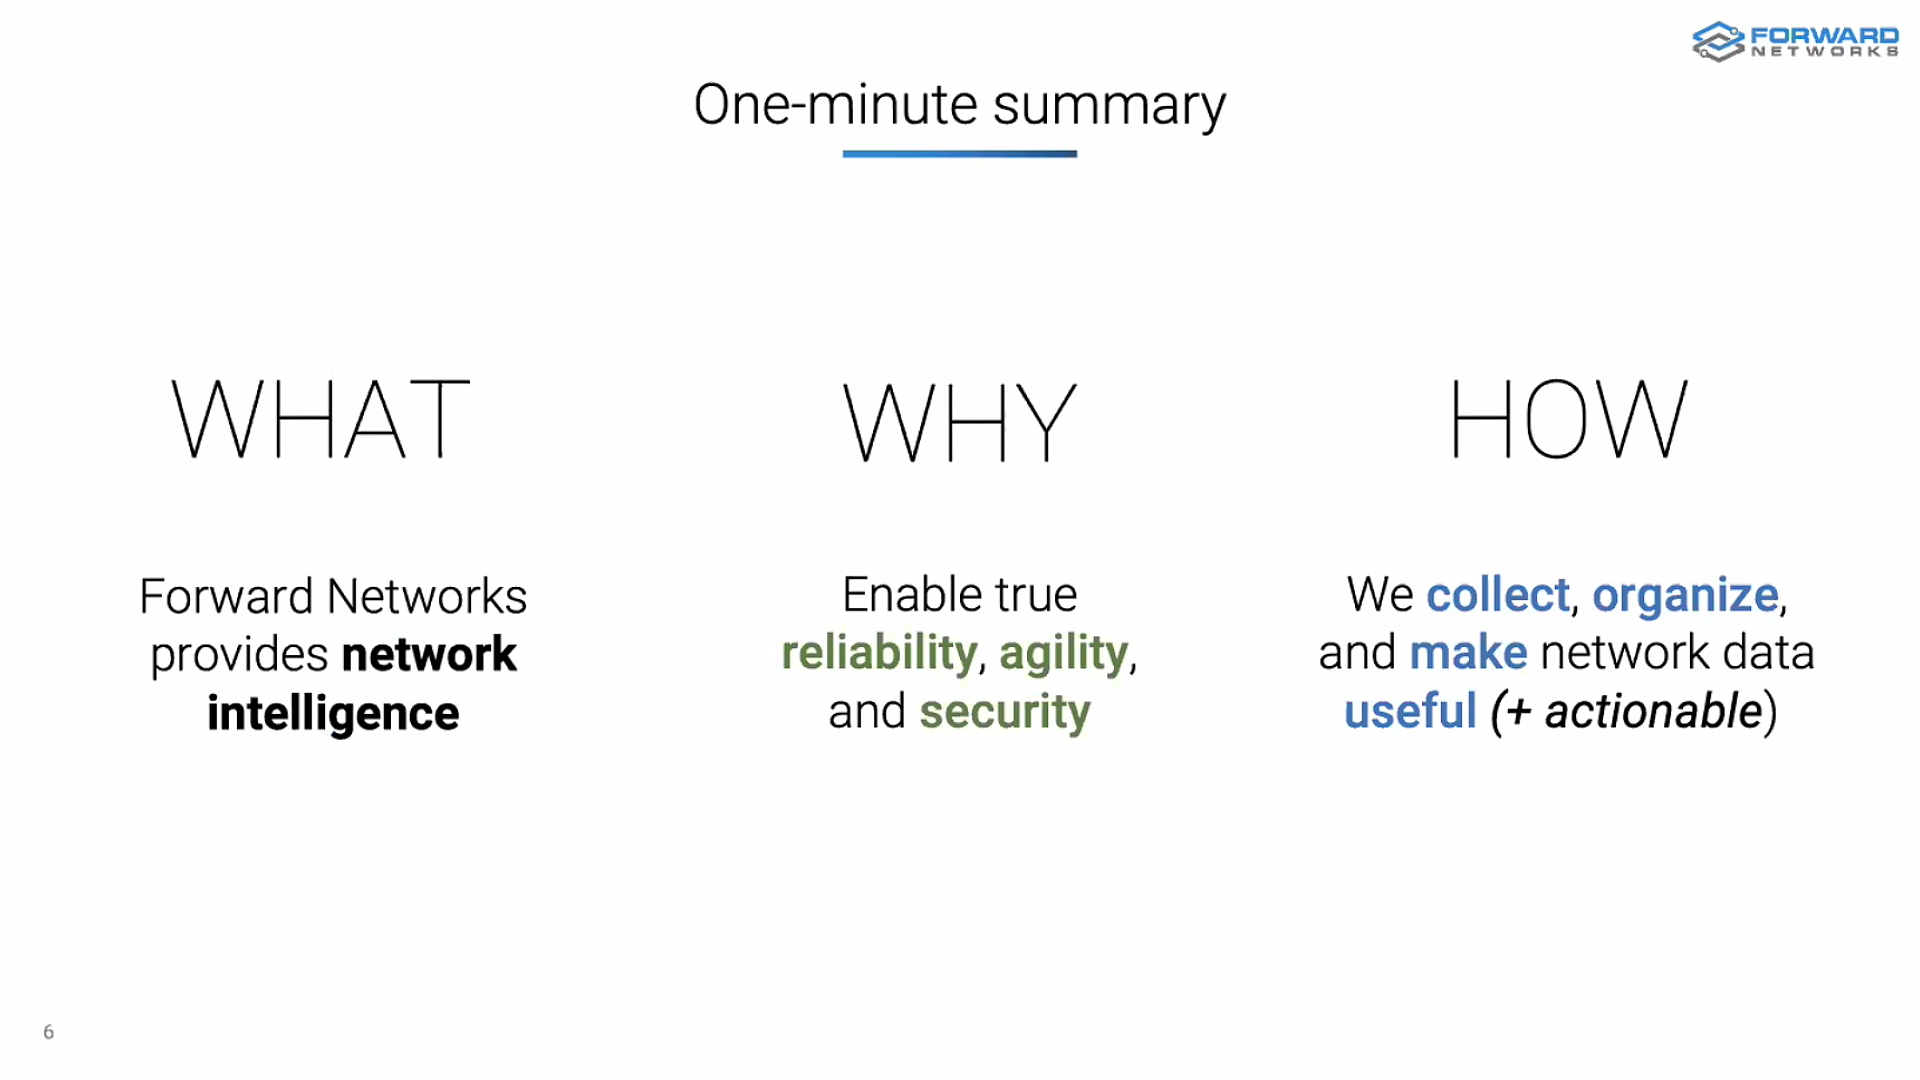 FORWARD
NETWORKS
One-minute summary
WHAT
Forward Networks
provides network
intelligence
WHY
Enable true
reliability, agility,
and security
HOW
We collect, organize,
and make network data
useful (+ actionable)
6